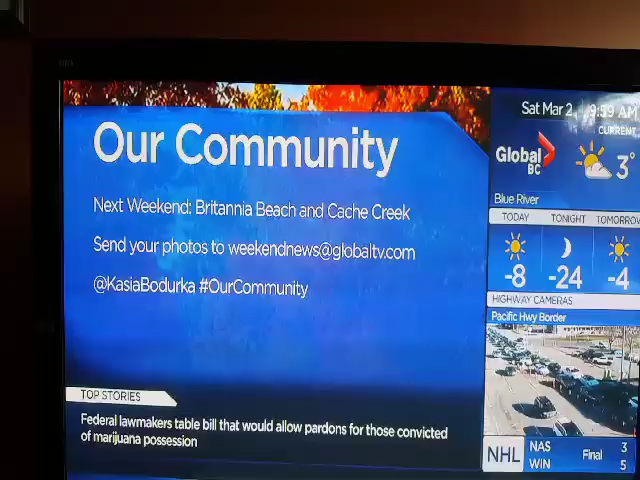 Our Community
Next Weekend: Britannia Beach and Cache Creek
Send your photos to weekendnews@globaltv.com
@KasiaBodurka #OurCommunity
TOP STORIES
Federal lawmakers table bill that would allow pardons for those convicted
of marijuana possession
Sat Mar 2 9:59 AM
CURRENT
Global
BC
3°
Blue River
TODAY TONIGHT TOMORROW
-8 -24 -4
HIGHWAY CAMERAS
Pacific Hwy Border
NHL
NAS 3
Final
WIN 5